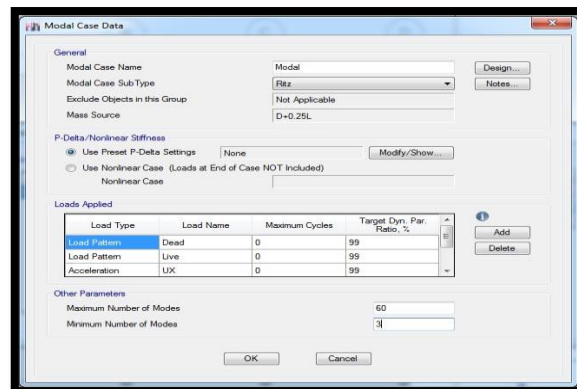 Modal Case Data
General
Modal Case Name Modal Design...
Modal Case SubType Ritz Notes...
Exclude Objects in this Group Not Applicable
Mass Source D+0.25L
P-Delta/Nonlinear Stiffness
Use Preset P-Delta Settings None Modify/Show...
Use Nonlinear Case (Loads at End of Case NOT Included)
Nonlinear Case
Loads Applied
Load Type Load Name Maximum Cycles Target Dyn. Par. Ratio, %
Load Pattern Dead 0 99 Add
Load Pattern Live 0 99 Delete
Acceleration UX 0 99
Other Parameters
Maximum Number of Modes 60
Minimum Number of Modes 3
OK Cancel